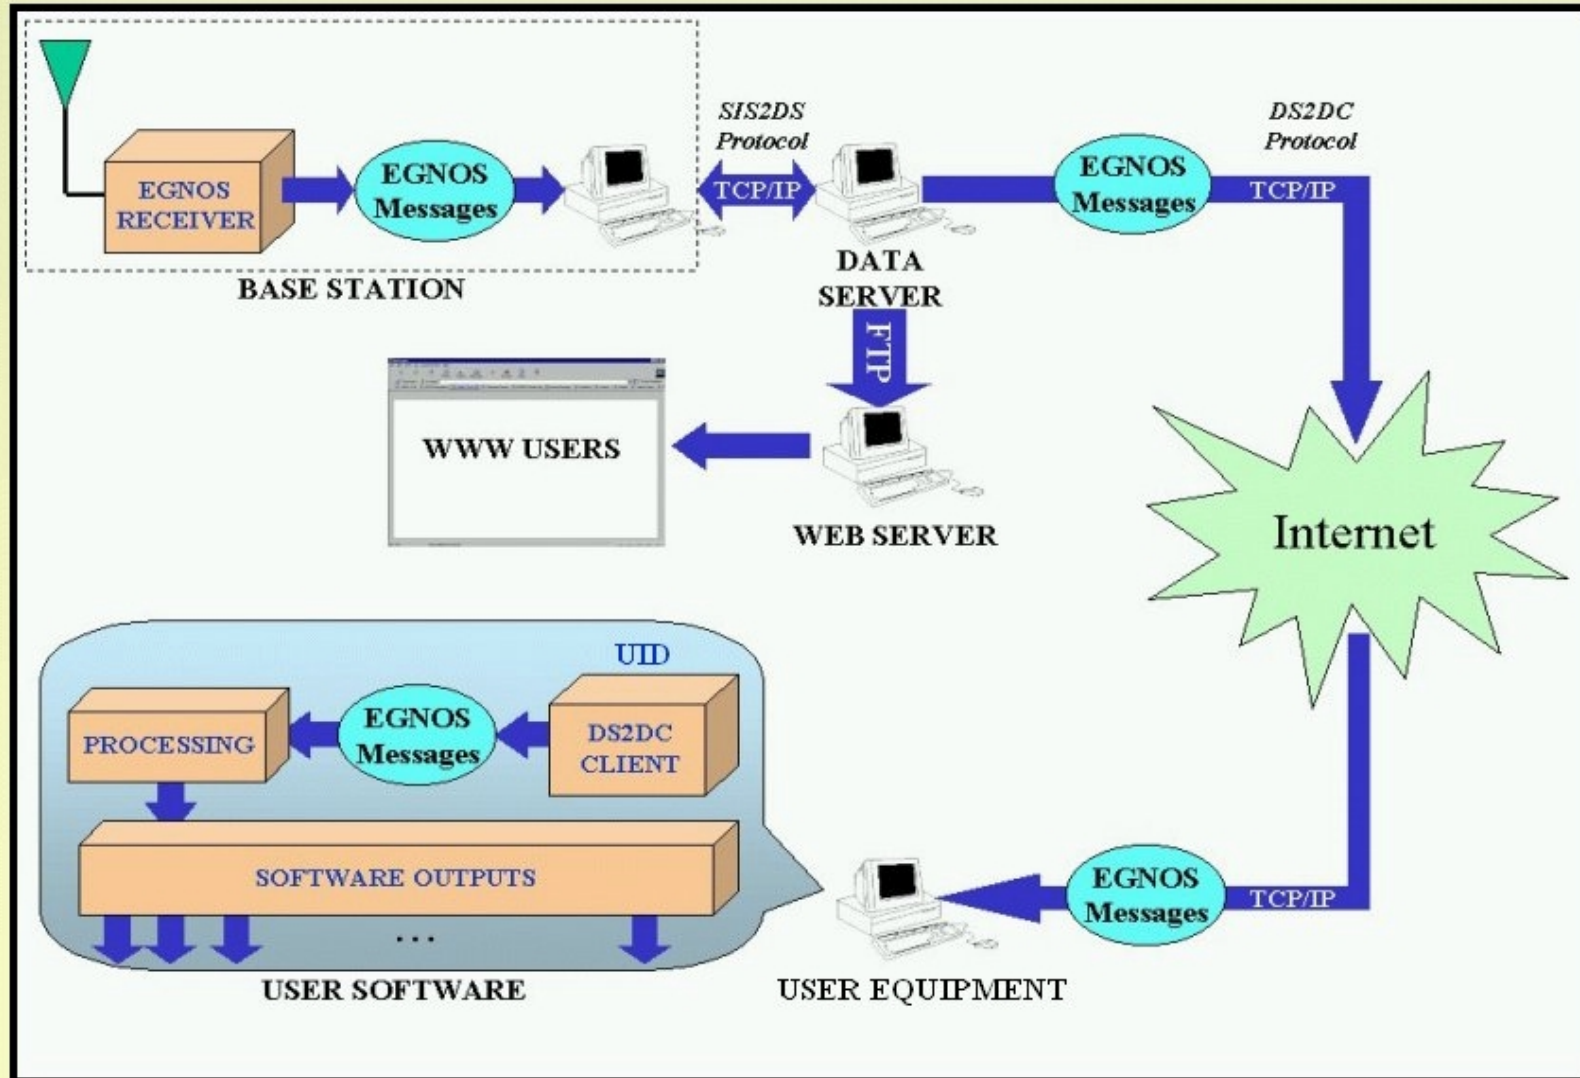 SIS2DS
Protocol
DS2DC
Protocol
EGNOS
RECEIVER
EGNOS
Messages
TCP/IP
EGNOS
Messages
TCP/IP
BASE STATION
DATA
SERVER
FTP
WWW USERS
WEB SERVER
Internet
UID
PROCESSING
EGNOS
Messages
DS2DC
CLIENT
SOFTWARE OUTPUTS
...
USER SOFTWARE
EGNOS
Messages
TCP/IP
USER EQUIPMENT